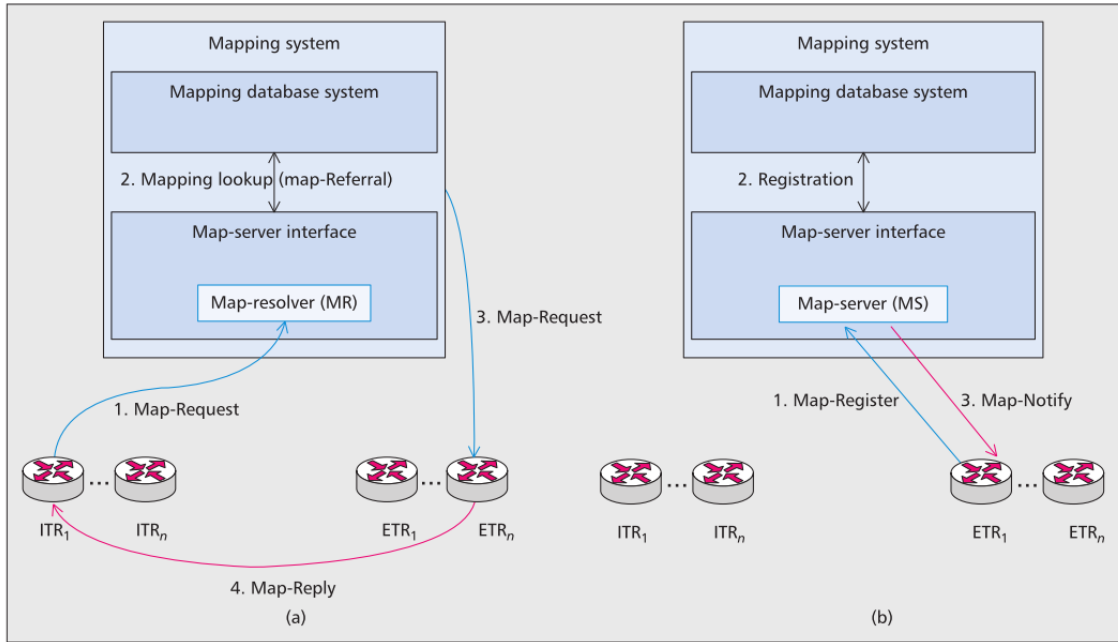 Mapping system
Mapping database system
2. Mapping lookup (map-Referral)
Map-server interface
Map-resolver (MR)
3. Map-Request
1. Map-Request
ITR1
ITRn
ETR1
ETRn
4. Map-Reply
(a)
Mapping system
Mapping database system
2. Registration
Map-server interface
Map-server (MS)
1. Map-Register
3. Map-Notify
ITR1
ITRn
ETR1
ETRn
(b)